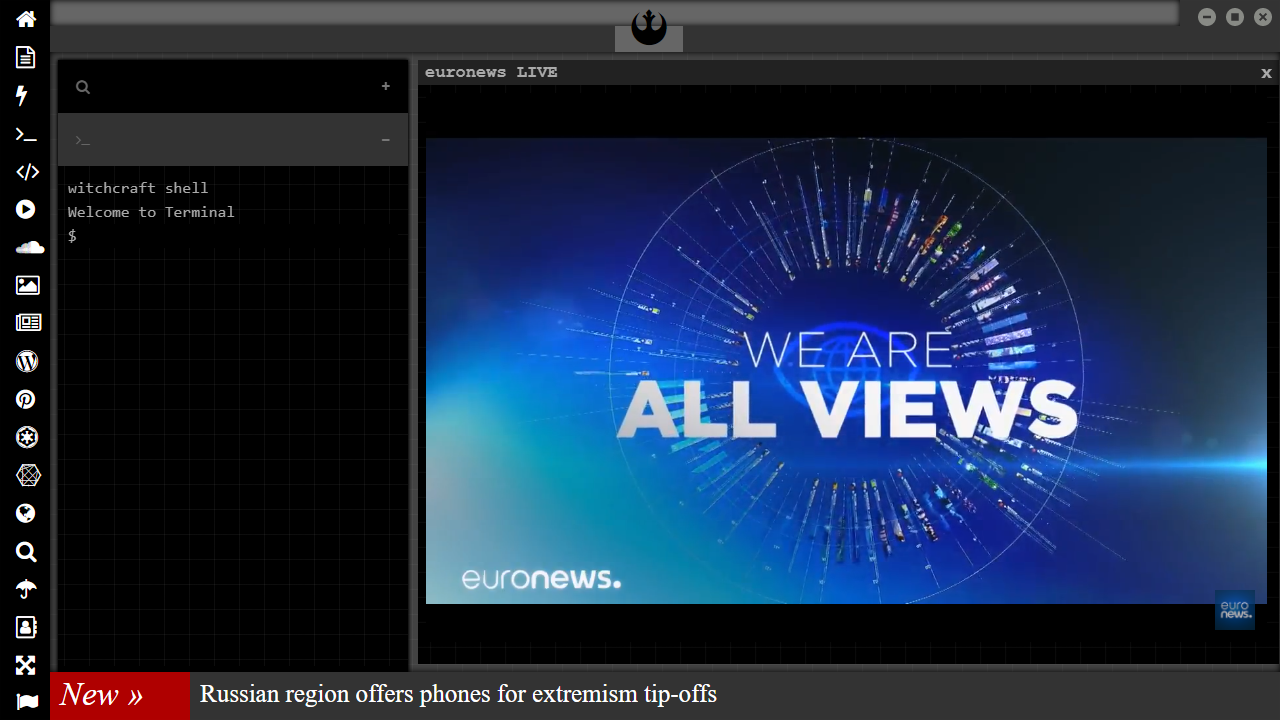 euronews LIVE
x
>_
witchcraft shell
Welcome to Terminal
$
WE ARE
ALL VIEWS
euronews.
euro
news.
New »
Russian region offers phones for extremism tip-offs